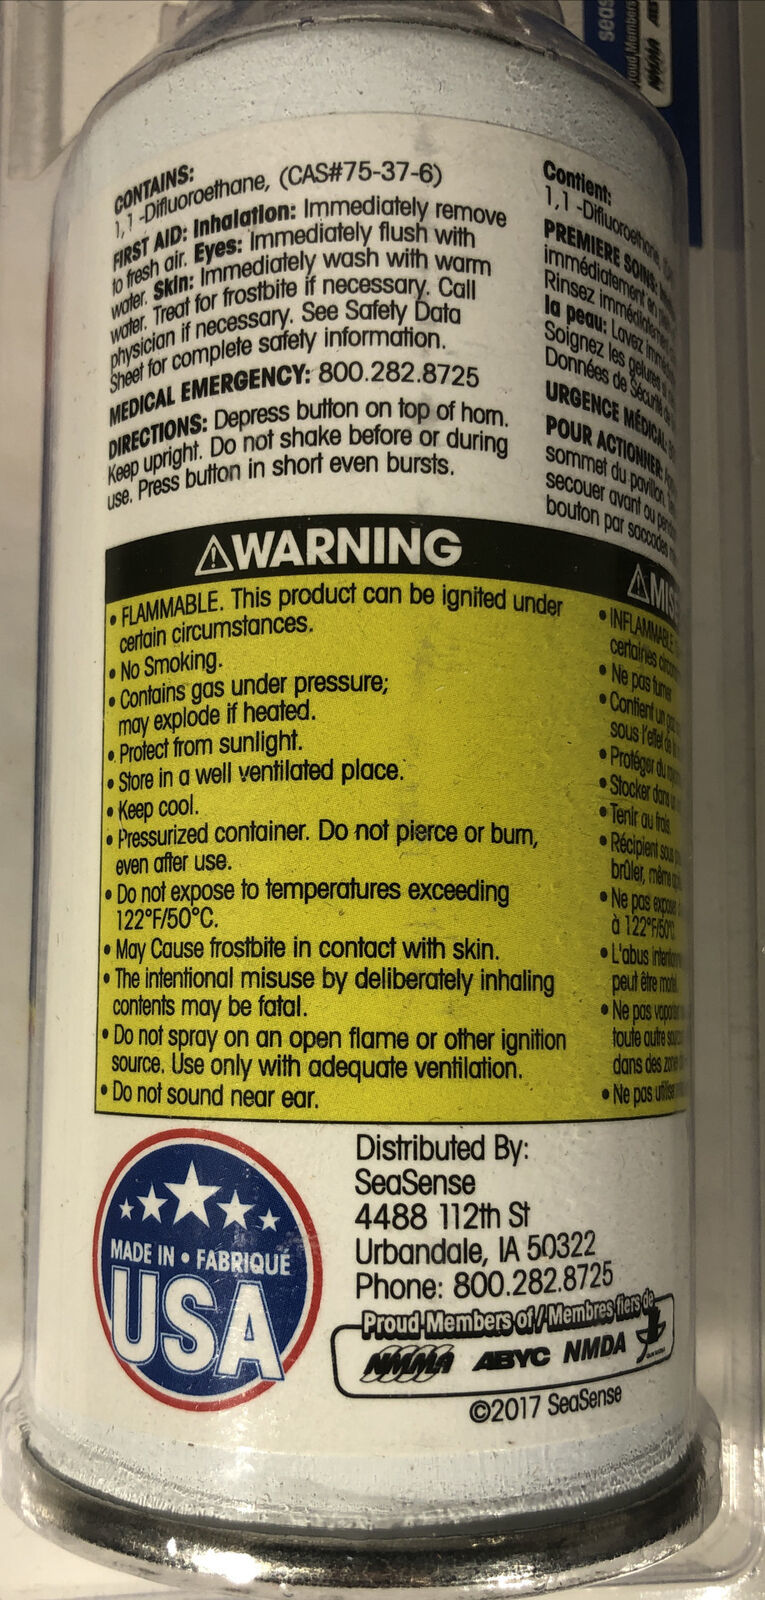 CONTAINS:
1,1 -Difluoroethane, (CAS#75-37-6)
FIRST AID: Inhalation: Immediately remove
to fresh air. Eyes: Immediately flush with
water. Skin: Immediately wash with warm
water. Treat for frostbite if necessary. Call
physician if necessary. See Safety Data
Sheet for complete safety information.
MEDICAL EMERGENCY: 800.282.8725
DIRECTIONS: Depress button on top of horn.
Keep upright. Do not shake before or during
use. Press button in short even bursts.
⚠WARNING
• FLAMMABLE. This product can be ignited under
certain circumstances.
• No Smoking.
• Contains gas under pressure;
may explode if heated.
• Protect from sunlight.
• Store in a well ventilated place.
• Keep cool.
• Pressurized container. Do not pierce or burn,
even after use.
• Do not expose to temperatures exceeding
122°F/50°C.
• May Cause frostbite in contact with skin.
• The intentional misuse by deliberately inhaling
contents may be fatal.
• Do not spray on an open flame or other ignition
source. Use only with adequate ventilation.
• Do not sound near ear.
Contient:
1,1 -Difluoroethane,
PREMIERE SOINS:
immédiatement en
Rinsez immédiatement
la peau: Lavez
Soignez les gelures
Données de Sécurité
URGENCE MÉDICAL:
POUR ACTIONNER:
sommet du pavillon.
secouer avant ou
bouton par saccades
• INFLAMMABLE
certaines
• Ne pas fumer
• Contient un
sous l'effet de
• Protéger du
• Stocker dans
• Tenir au frais
• Récipient sous
brûler, même
• Ne pas exposer
à 122°F/50°C
• L'abus
peut être mortel
• Ne pas
toute autre
dans des
• Ne pas utiliser
MADE IN • FABRIQUÉ
USA
Distributed By:
SeaSense
4488 112th St
Urbandale, IA 50322
Phone: 800.282.8725
Proud Members of / Membres fiers de
NMMA ABYC NMDA
©2017 SeaSense